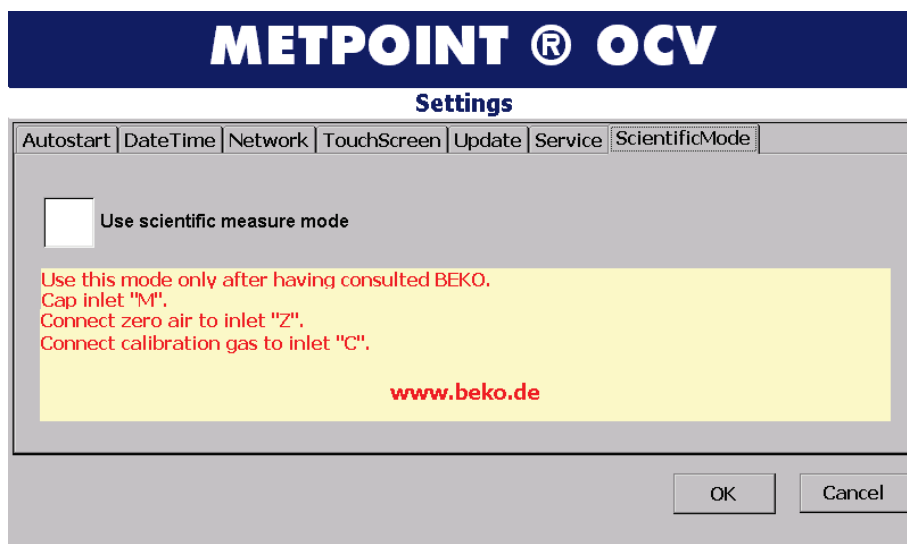 METPOINT ® OCV
Settings
Autostart DateTime Network TouchScreen Update Service ScientificMode
Use scientific measure mode
Use this mode only after having consulted BEKO.
Cap inlet "M".
Connect zero air to inlet "Z".
Connect calibration gas to inlet "C".
www.beko.de
OK Cancel